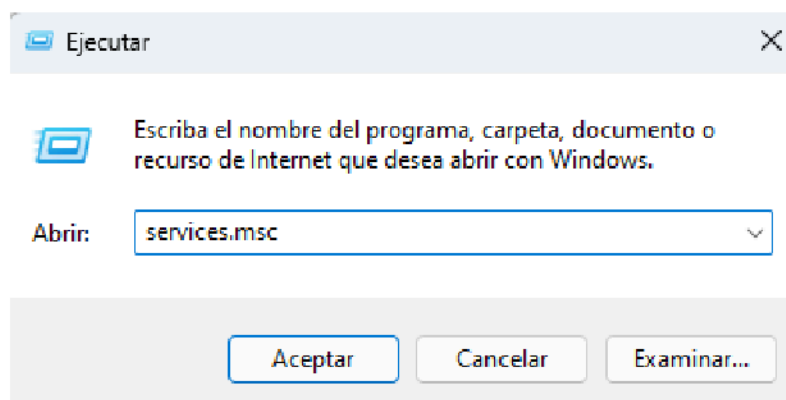 Ejecutar
Escriba el nombre del programa, carpeta, documento o
recurso de Internet que desea abrir con Windows.
Abrir:
services.msc
Aceptar
Cancelar
Examinar...